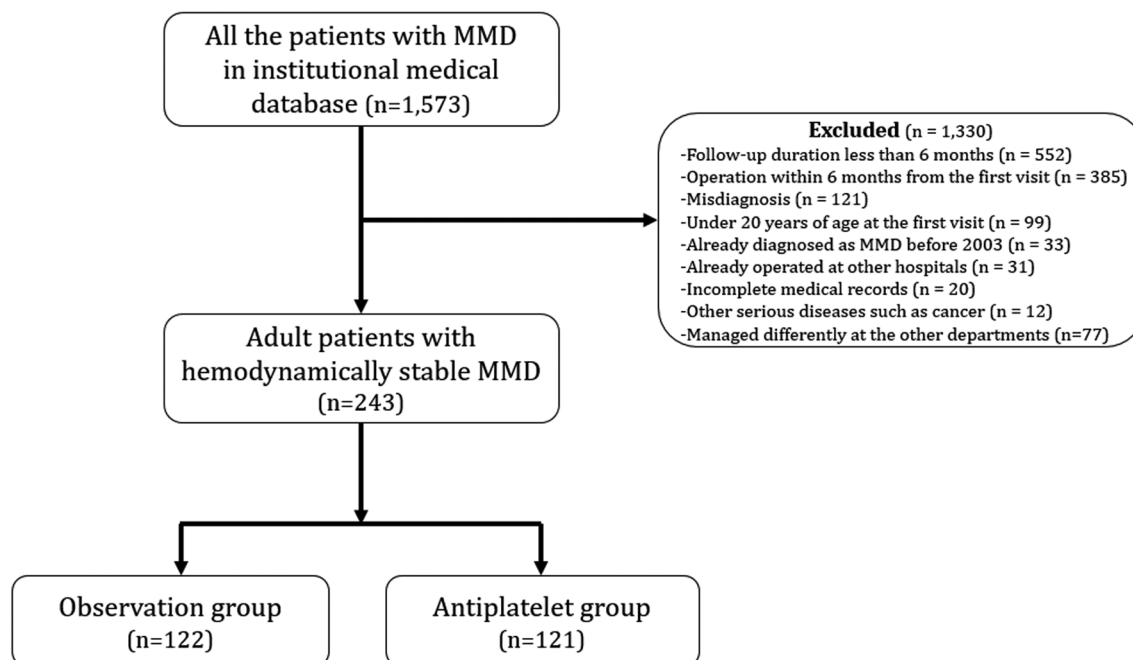 All the patients with MMD
in institutional medical
database (n=1,573)
Excluded (n = 1,330)
-Follow-up duration less than 6 months (n = 552)
-Operation within 6 months from the first visit (n = 385)
-Misdiagnosis (n = 121)
-Under 20 years of age at the first visit (n = 99)
-Already diagnosed as MMD before 2003 (n = 33)
-Already operated at other hospitals (n = 31)
-Incomplete medical records (n = 20)
-Other serious diseases such as cancer (n = 12)
-Managed differently at the other departments (n=77)
Adult patients with
hemodynamically stable MMD
(n=243)
Observation group
(n=122)
Antiplatelet group
(n=121)